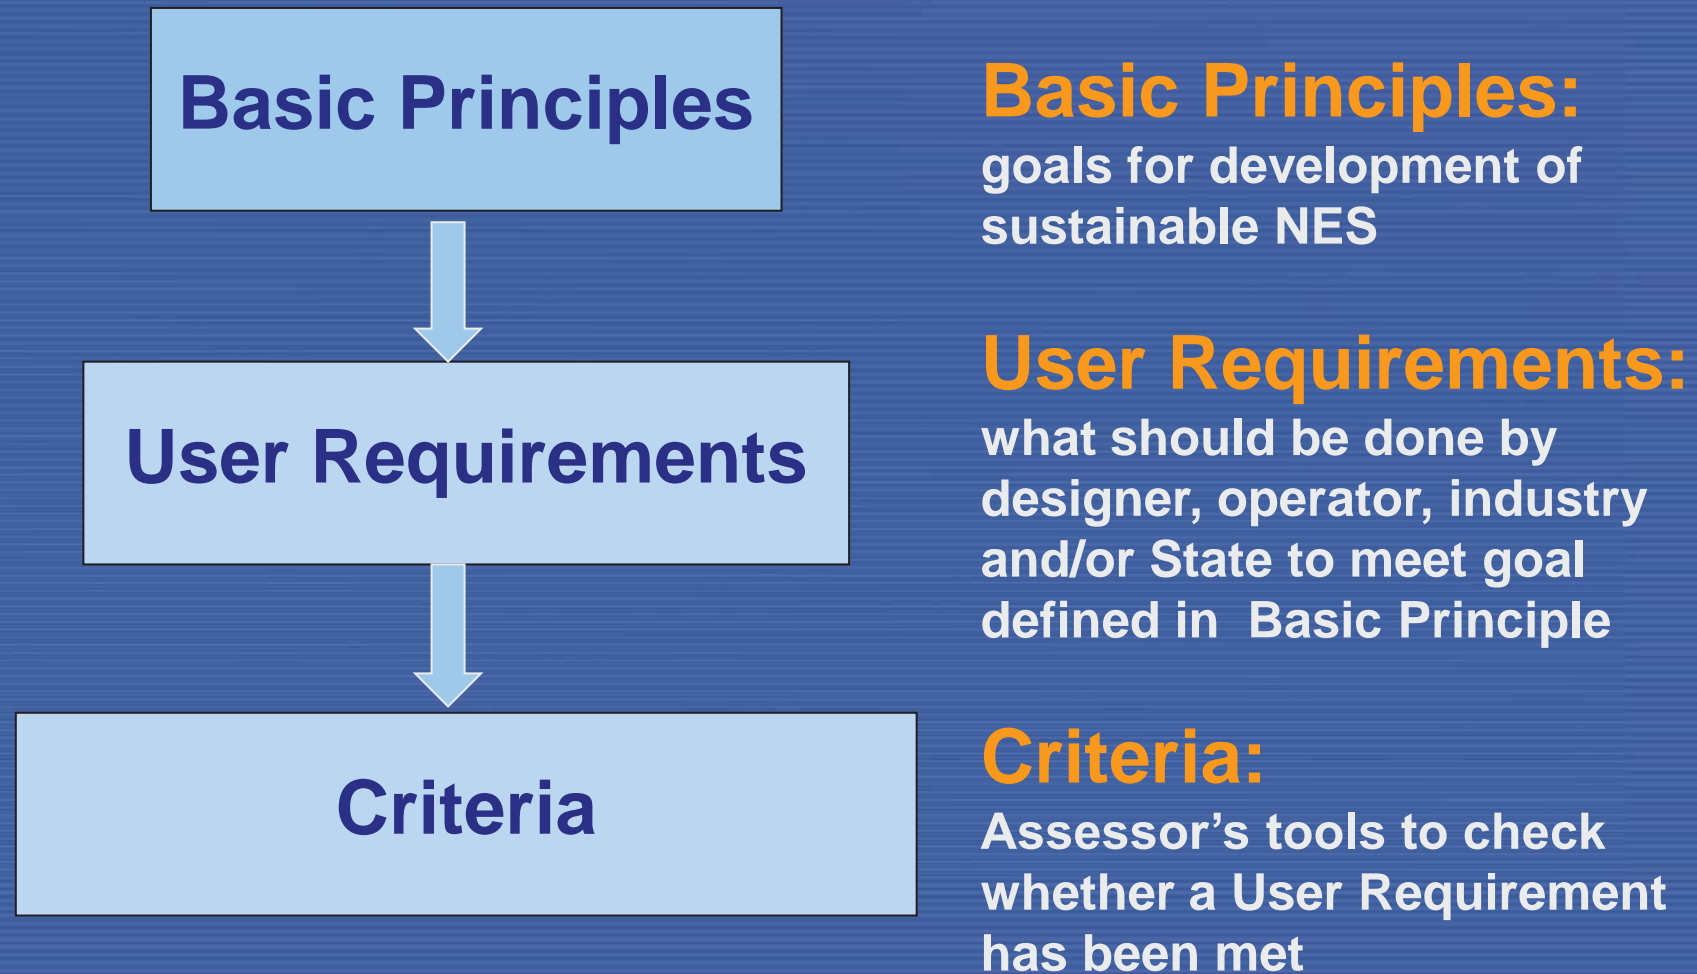 Basic Principles
User Requirements
Criteria
Basic Principles:
goals for development of
sustainable NES
User Requirements:
what should be done by
designer, operator, industry
and/or State to meet goal
defined in  Basic Principle
Criteria:
Assessor’s tools to check
whether a User Requirement
has been met